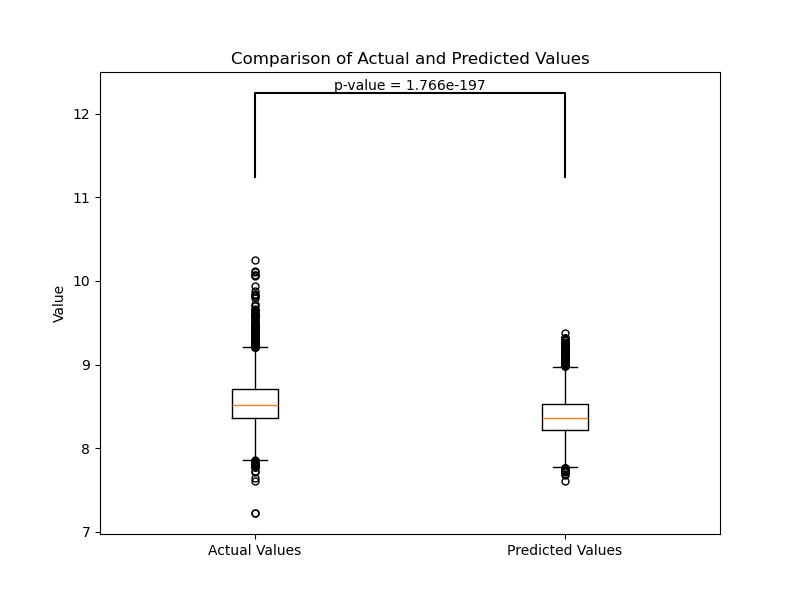 Comparison of Actual and Predicted Values
p-value = 1.766e-197
12
11
10
9
8
7
Value
Actual Values
Predicted Values